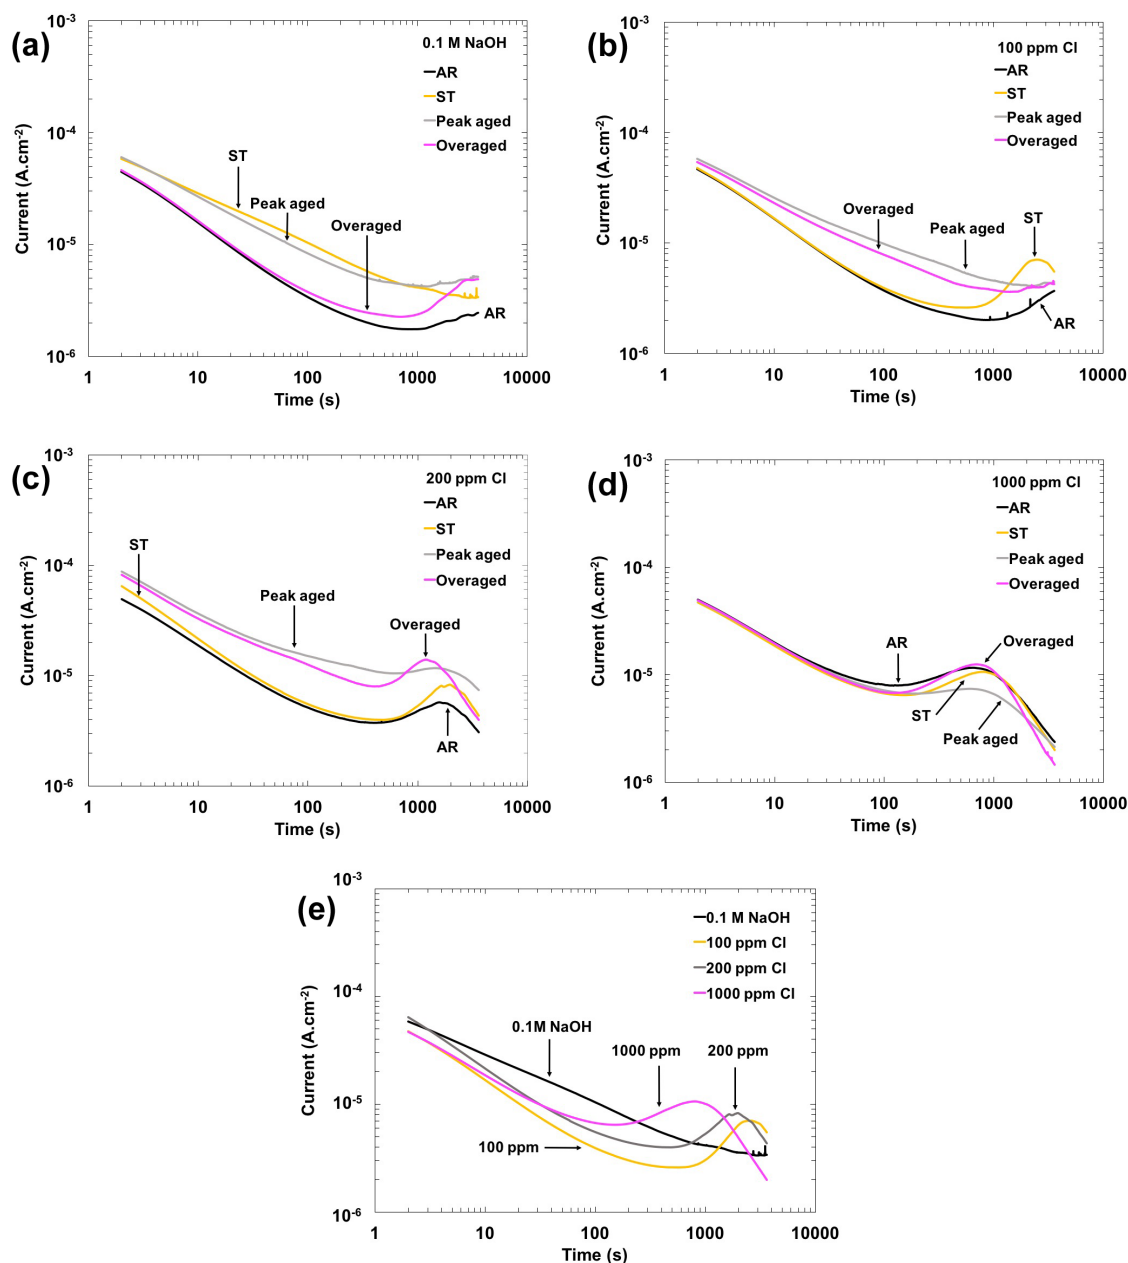 (a)
10-3
10-4
10-5
10-6
Current (A.cm-2)
0.1 M NaOH
AR
ST
Peak aged
Overaged
ST
Peak aged
Overaged
AR
1 10 100 1000 10000
Time (s)
(b)
10-3
10-4
10-5
10-6
Current (A.cm-2)
100 ppm Cl
AR
ST
Peak aged
Overaged
Overaged
Peak aged
ST
AR
1 10 100 1000 10000
Time (s)
(c)
10-3
10-4
10-5
10-6
Current (A.cm-2)
200 ppm Cl
AR
ST
Peak aged
Overaged
ST
Peak aged
Overaged
AR
1 10 100 1000 10000
Time (s)
(d)
10-3
10-4
10-5
10-6
Current (A.cm-2)
1000 ppm Cl
AR
ST
Peak aged
Overaged
AR
Overaged
ST
Peak aged
1 10 100 1000 10000
Time (s)
(e)
10-3
10-4
10-5
10-6
Current (A.cm-2)
0.1 M NaOH
100 ppm Cl
200 ppm Cl
1000 ppm Cl
0.1M NaOH
1000 ppm
200 ppm
100 ppm
1 10 100 1000 10000
Time (s)